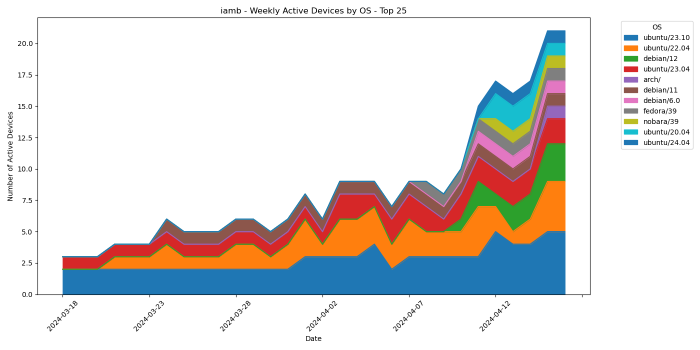 iamb - Weekly Active Devices by OS - Top 25
Number of Active Devices
20.0
17.5
15.0
12.5
10.0
7.5
5.0
2.5
0.0
2024-03-18
2024-03-23
2024-03-28
2024-04-02
2024-04-07
2024-04-12
Date
OS
ubuntu/23.10
ubuntu/22.04
debian/12
ubuntu/23.04
arch/
debian/11
debian/6.0
fedora/39
nobara/39
ubuntu/20.04
ubuntu/24.04